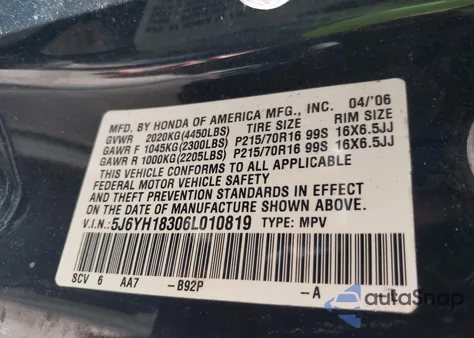 MFD. BY HONDA OF AMERICA MFG., INC. 04/'06
GVWR 2020KG(4450LBS) TIRE SIZE RIM SIZE
GAWR F 1045KG(2300LBS) P215/70R16 99S 16X6.5JJ
GAWR R 1000KG(2205LBS) P215/70R16 99S 16X6.5JJ
THIS VEHICLE CONFORMS TO ALL APPLICABLE
FEDERAL MOTOR VEHICLE SAFETY
AND THEFT PREVENTION STANDARDS IN EFFECT
ON THE DATE OF MANUFACTURE SHOWN ABOVE.
V.I.N.:5J6YH18306L010819 TYPE: MPV
SCV 6 AA7 -B92P -A
autoSnap